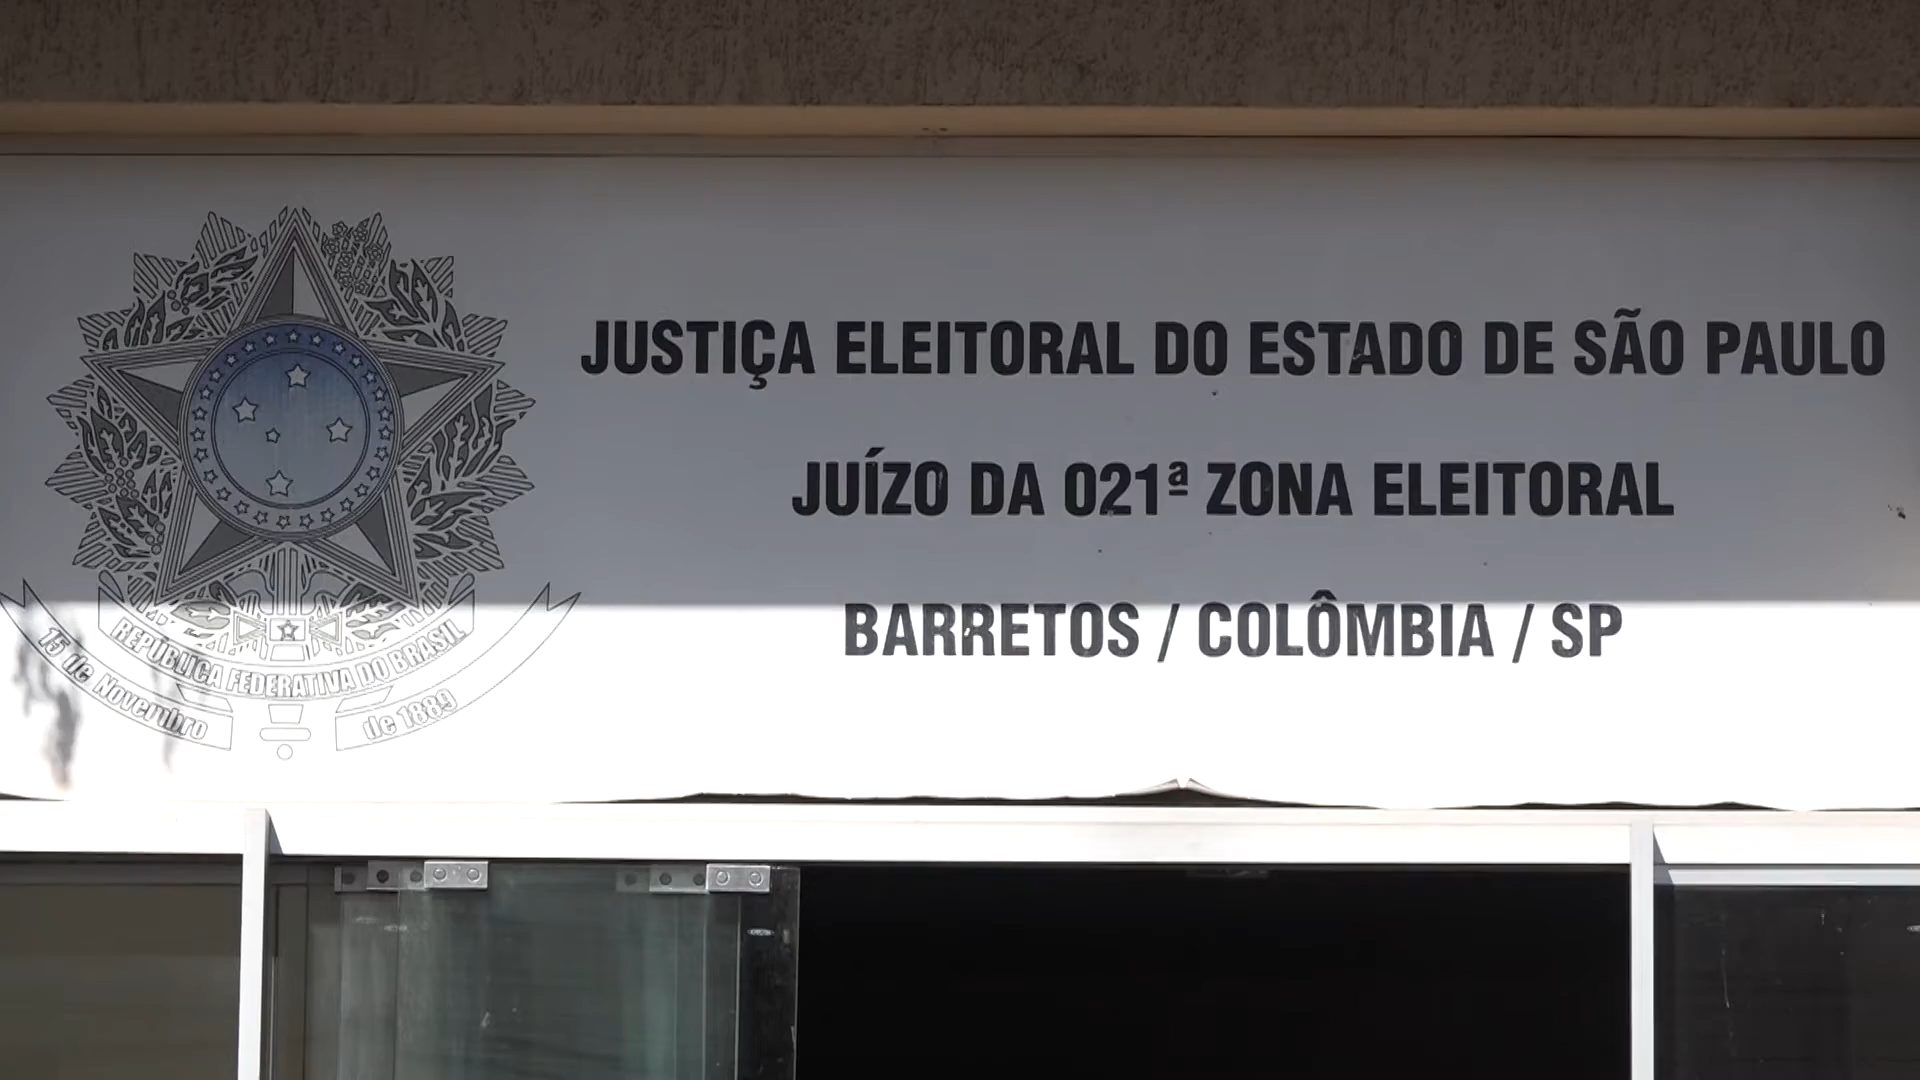 JUSTIÇA ELEITORAL DO ESTADO DE SÃO PAULO
JUÍZO DA 021ª ZONA ELEITORAL
BARRETOS / COLÔMBIA / SP
REPÚBLICA FEDERATIVA DO BRASIL
15 de Novembro de 1889